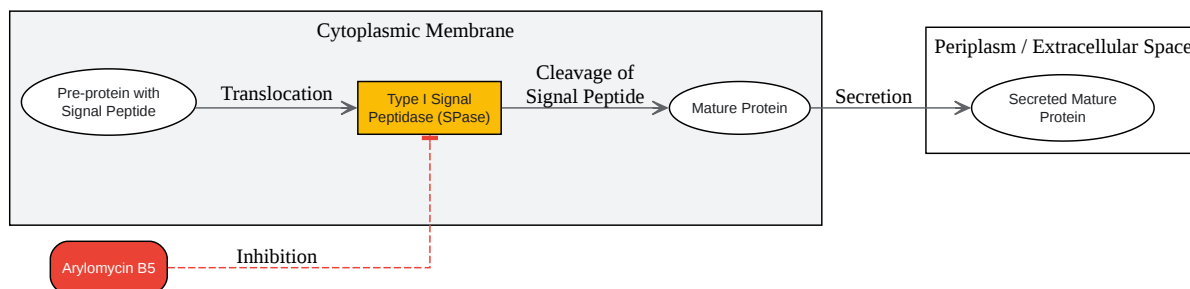 Cytoplasmic Membrane
Periplasm / Extracellular Space
Pre-protein with
Signal Peptide
Translocation
Type I Signal
Peptidase (SPase)
Cleavage of
Signal Peptide
Mature Protein
Secretion
Secreted Mature
Protein
Arylomycin B5
Inhibition